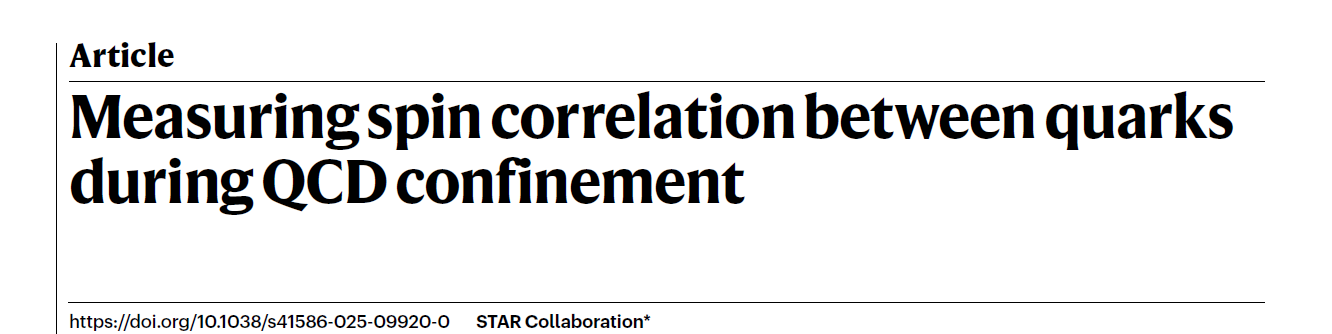 Article
Measuring spin correlation between quarks
during QCD confinement
https://doi.org/10.1038/s41586-025-09920-0 STAR Collaboration*